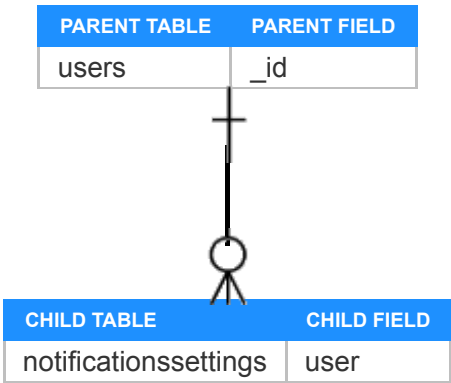 PARENT TABLE PARENT FIELD
users _id
CHILD TABLE CHILD FIELD
notificationssettings user